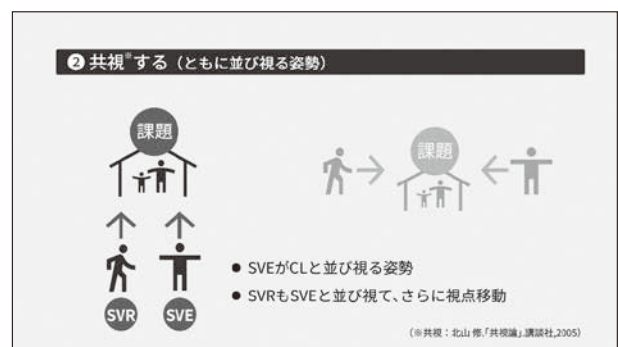 ❷ 共視※する（ともに並び視る姿勢）
課題
課題
SVR
SVE
● SVEがCLと並び視る姿勢
● SVRもSVEと並び視て、さらに視点移動
（※共視：北山 修.「共視論」.講談社,2005）